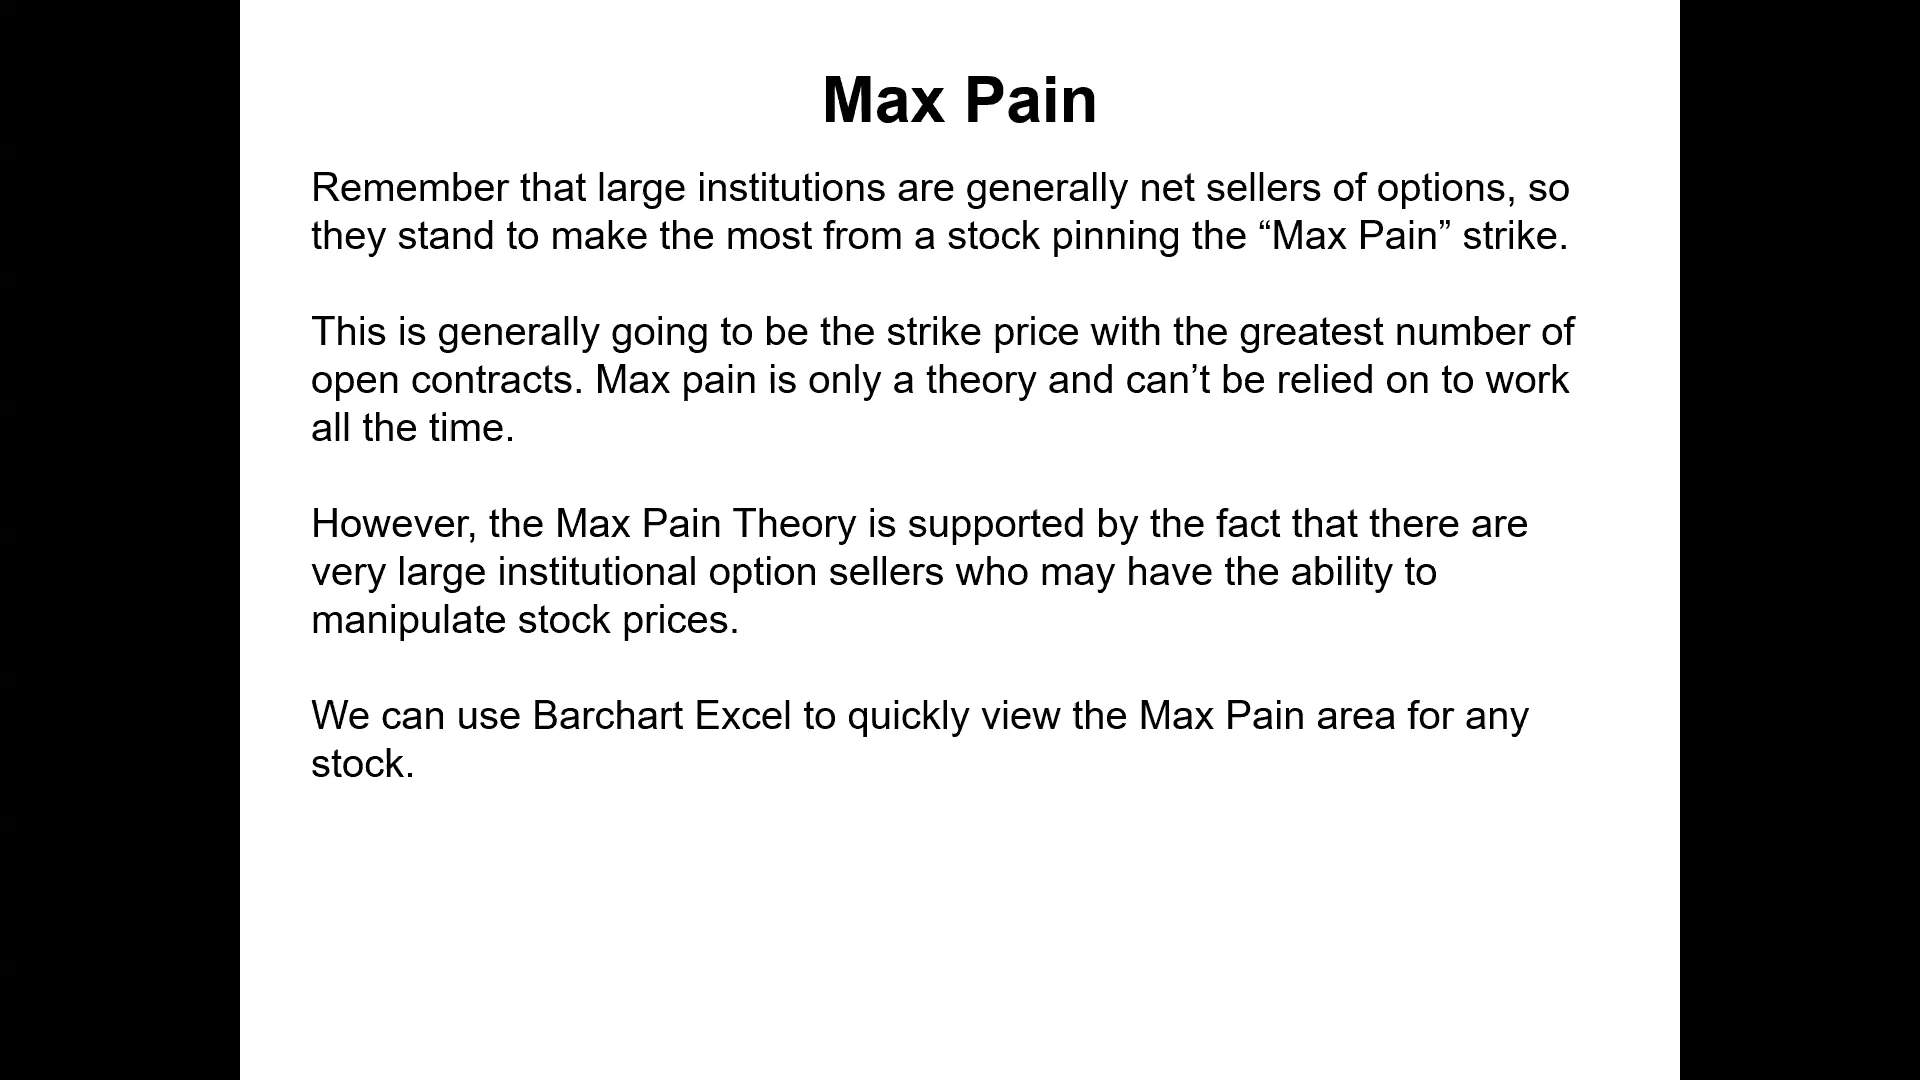 Max Pain
Remember that large institutions are generally net sellers of options, so
they stand to make the most from a stock pinning the “Max Pain” strike.
This is generally going to be the strike price with the greatest number of
open contracts. Max pain is only a theory and can’t be relied on to work
all the time.
However, the Max Pain Theory is supported by the fact that there are
very large institutional option sellers who may have the ability to
manipulate stock prices.
We can use Barchart Excel to quickly view the Max Pain area for any
stock.